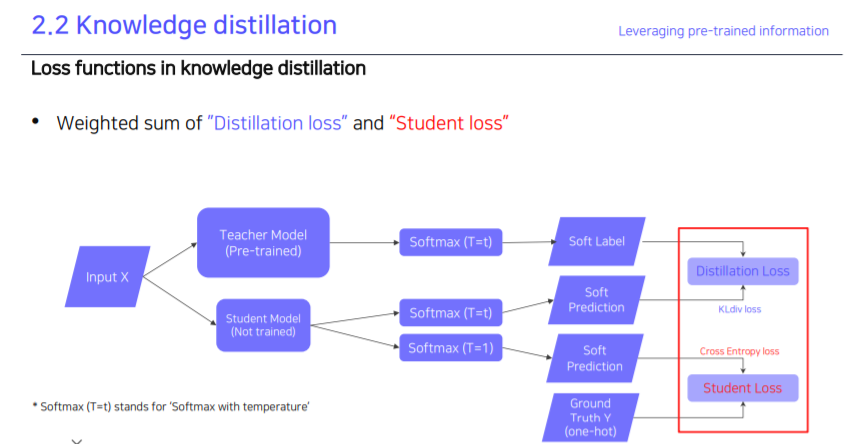 2.2 Knowledge distillation
Leveraging pre-trained information
Loss functions in knowledge distillation
• Weighted sum of "Distillation loss" and "Student loss"
Teacher Model
(Pre-trained)
Softmax (T=t)
Soft Label
Distillation Loss
Input X
Student Model
(Not trained)
Softmax (T=t)
Soft
Prediction
KLdiv loss
Softmax (T=1)
Soft
Prediction
Cross Entropy loss
Student Loss
Ground
Truth Y
(one-hot)
* Softmax (T=t) stands for 'Softmax with temperature'